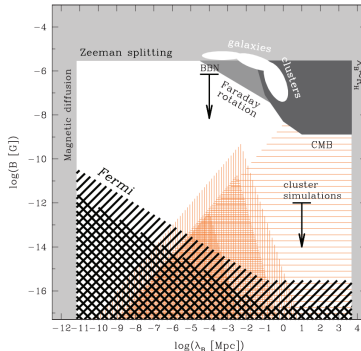 galaxies
clusters
Zeeman splitting
BBN
Faraday
rotation
Magnetic diffusion
CMB
cluster
simulations
Fermi
log(B [G])
−4
−6
−8
−10
−12
−14
−16
−12 −11 −10 −9 −8 −7 −6 −5 −4 −3 −2 −1 0 1 2 3 4
log(λB [Mpc])